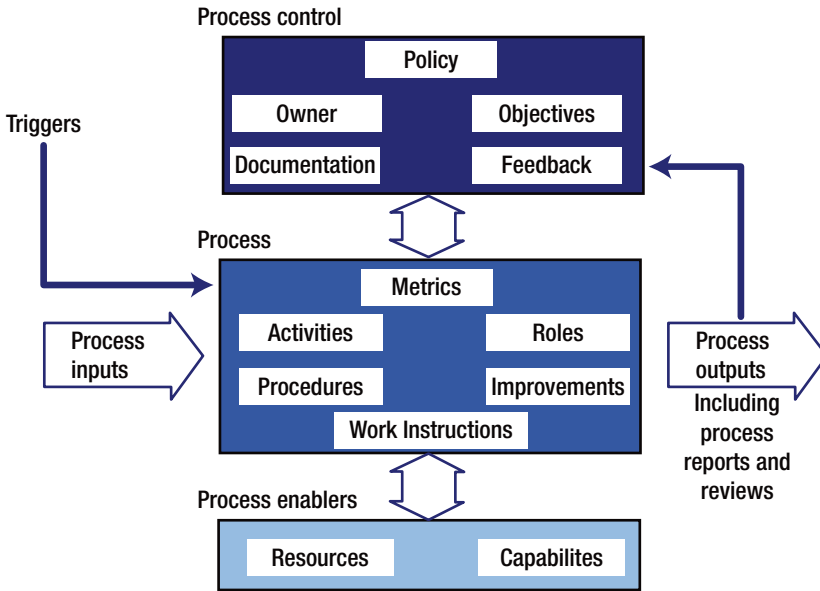 Process control
Policy
Owner
Objectives
Triggers
Documentation
Feedback
Process
Metrics
Activities
Roles
Process
inputs
Process
outputs
Procedures
Improvements
Including
process
reports and
reviews
Work Instructions
Process enablers
Resources
Capabilites